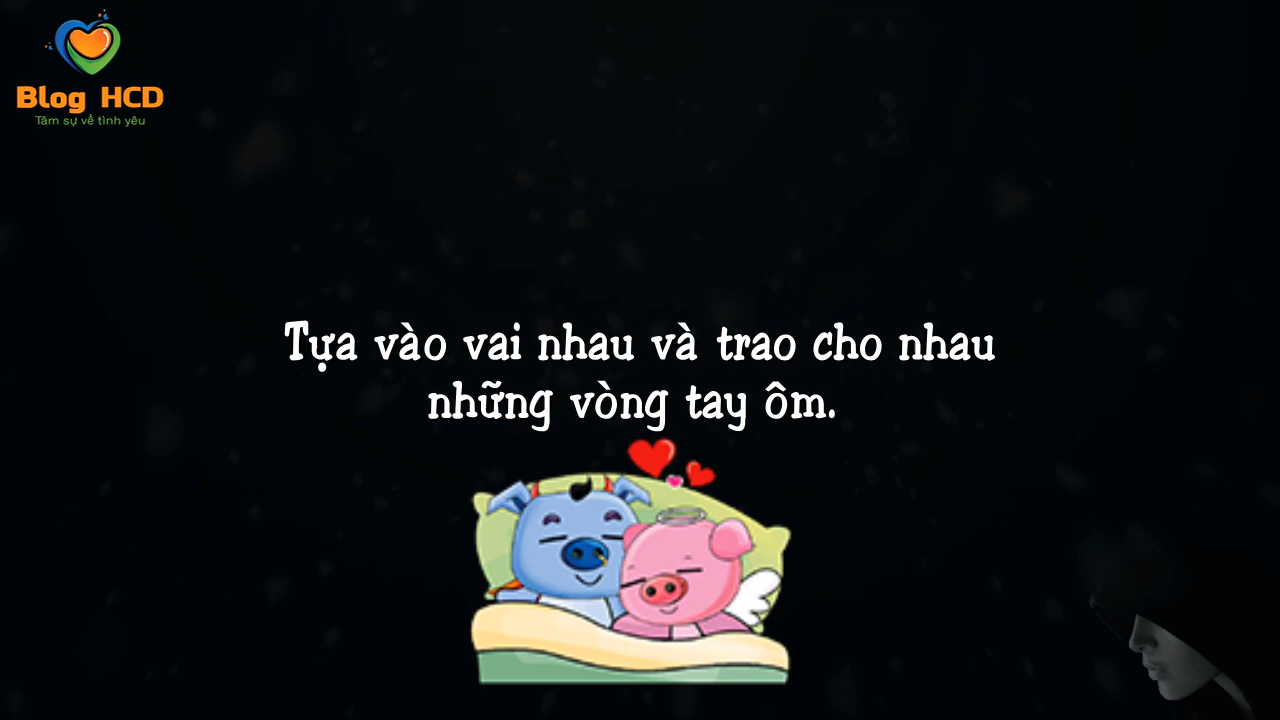 Blog HCD
Tâm sự về tình yêu
Tựa vào vai nhau và trao cho nhau
những vòng tay ôm.